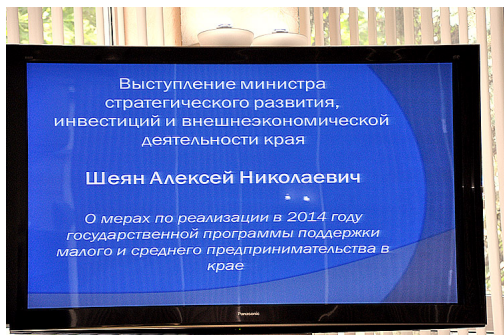 Выступление министра
стратегического развития,
инвестиций и внешнеэкономической
деятельности края
Шеян Алексей Николаевич
О мерах по реализации в 2014 году
государственной программы поддержки
малого и среднего предпринимательства в
крае
Panasonic